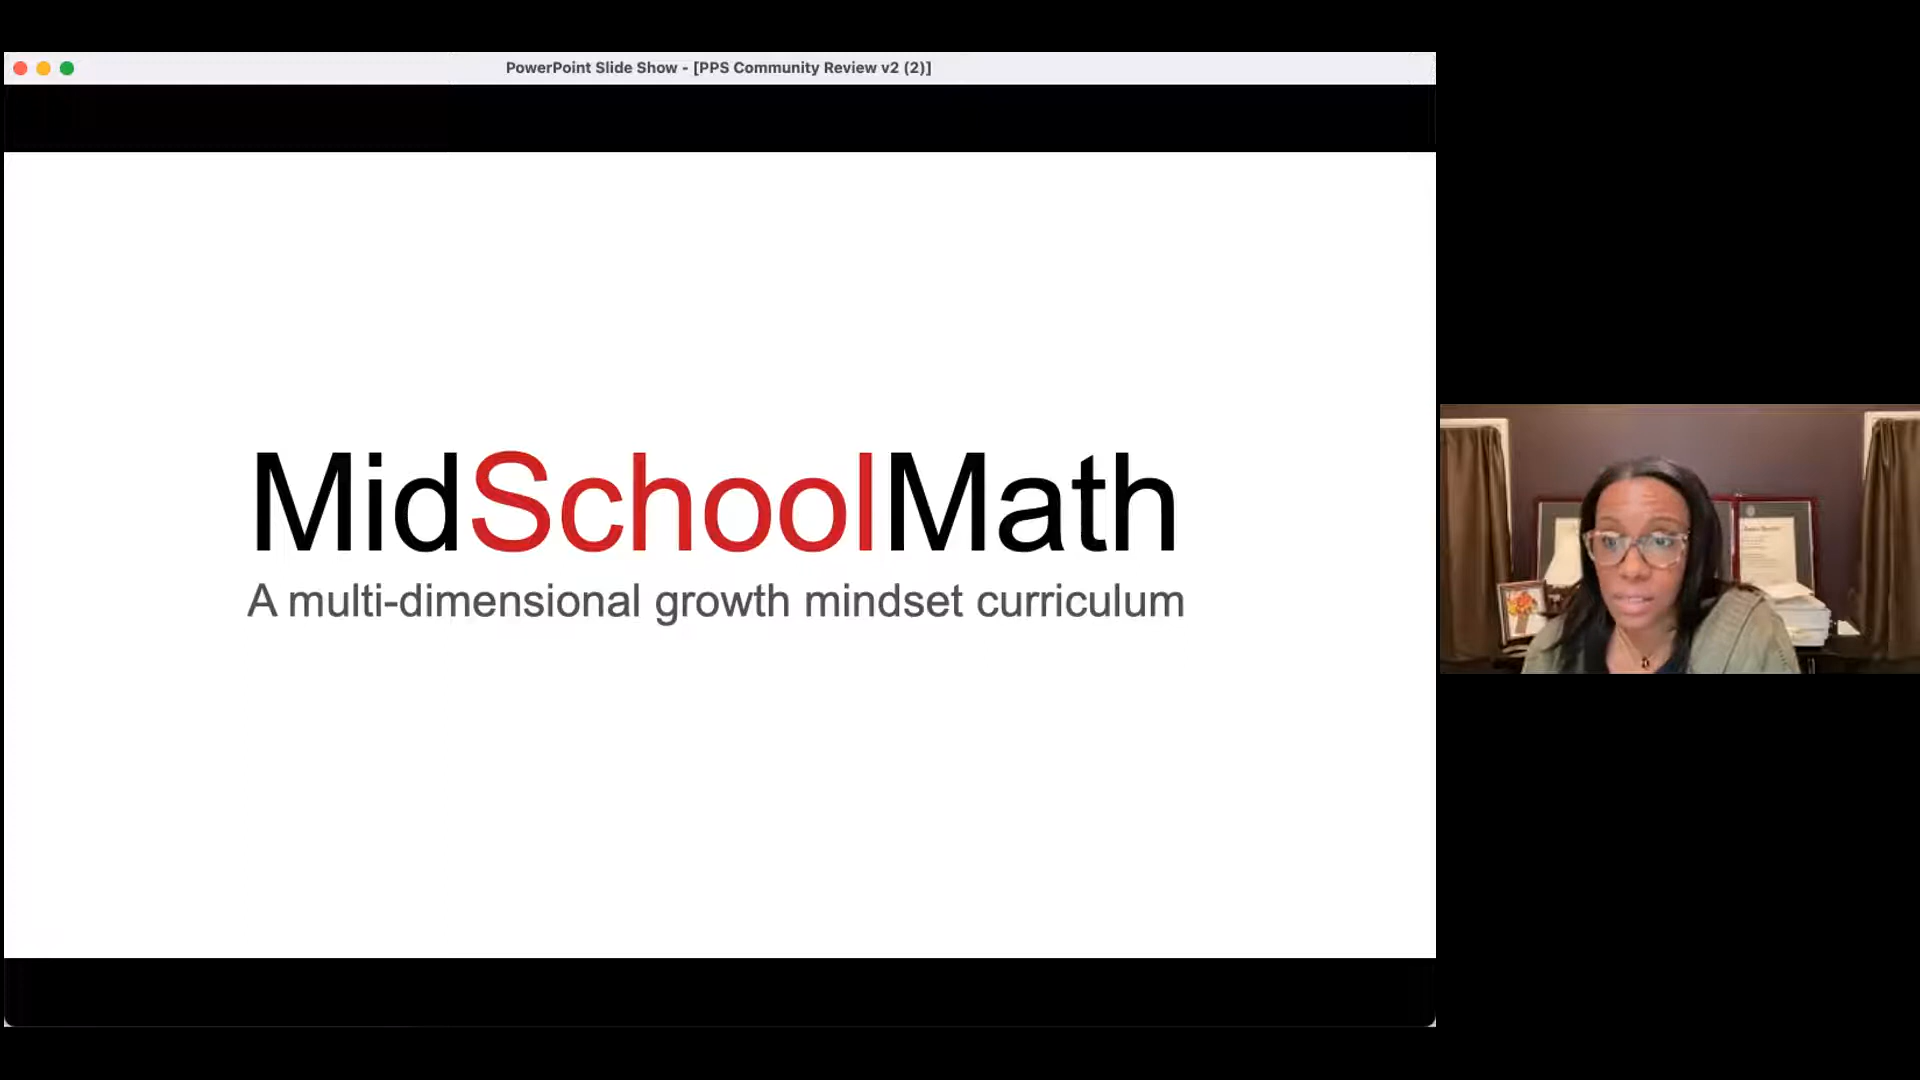 PowerPoint Slide Show - [PPS Community Review v2 (2)]
MidSchoolMath
A multi-dimensional growth mindset curriculum